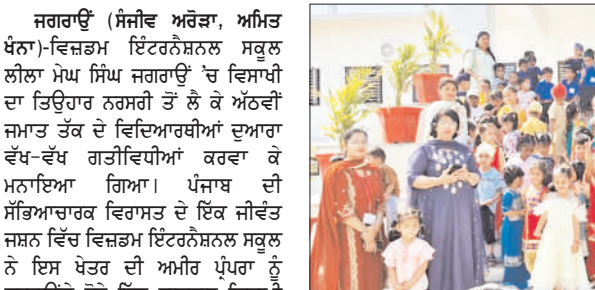 ਜਗਰਾਉਂ (ਸੰਜੀਵ ਅਰੋੜਾ, ਅਮਿਤ
ਖੰਨਾ)-ਵਿਜ਼ਡਮ ਇੰਟਰਨੈਸ਼ਨਲ ਸਕੂਲ
ਲੀਲਾ ਮੇਘ ਸਿੰਘ ਜਗਰਾਉਂ 'ਚ ਵਿਸਾਖੀ
ਦਾ ਤਿਉਹਾਰ ਨਰਸਰੀ ਤੋਂ ਲੈ ਕੇ ਅੱਠਵੀਂ
ਜਮਾਤ ਤੱਕ ਦੇ ਵਿਦਿਆਰਥੀਆਂ ਦੁਆਰਾ
ਵੱਖ-ਵੱਖ ਗਤੀਵਿਧੀਆਂ ਕਰਵਾ ਕੇ
ਮਨਾਇਆ ਗਿਆ। ਪੰਜਾਬ ਦੀ
ਸੱਭਿਆਚਾਰਕ ਵਿਰਾਸਤ ਦੇ ਇੱਕ ਜੀਵੰਤ
ਜਸ਼ਨ ਵਿੱਚ ਵਿਜ਼ਡਮ ਇੰਟਰਨੈਸ਼ਨਲ ਸਕੂਲ
ਨੇ ਇਸ ਖੇਤਰ ਦੀ ਅਮੀਰ ਪ੍ਰੰਪਰਾ ਨੂੰ